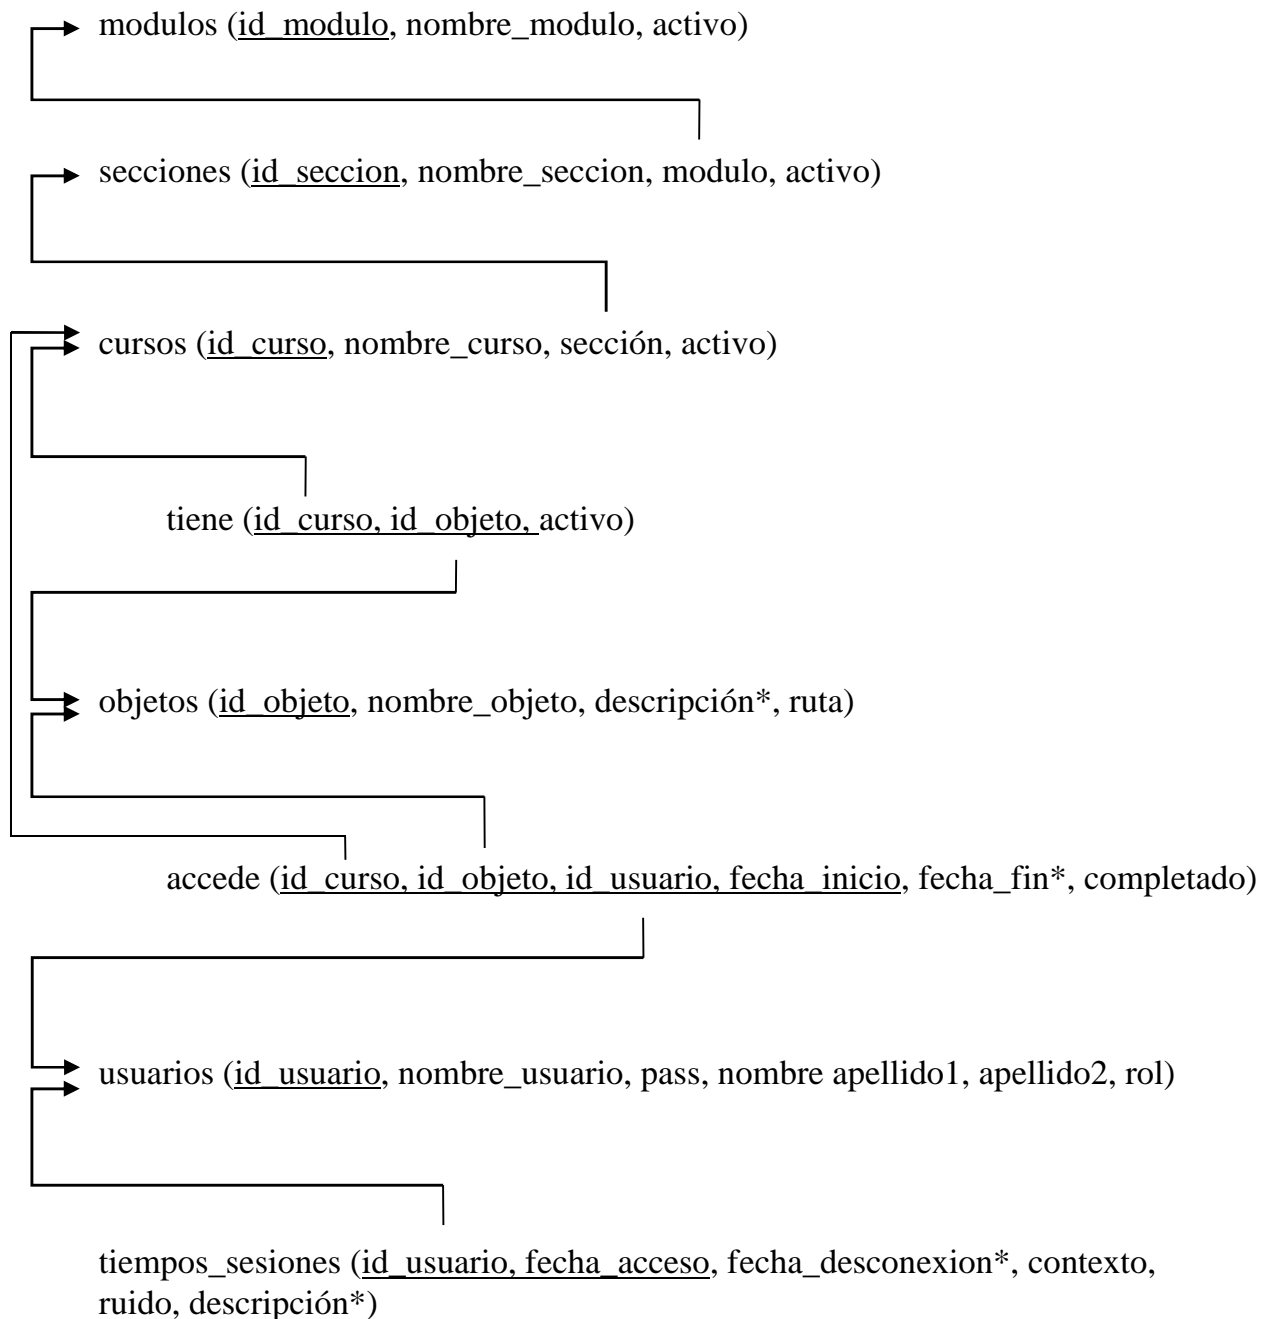 modulos (id_modulo, nombre_modulo, activo)
secciones (id_seccion, nombre_seccion, modulo, activo)
cursos (id_curso, nombre_curso, sección, activo)
tiene (id_curso, id_objeto, activo)
objetos (id_objeto, nombre_objeto, descripción*, ruta)
accede (id_curso, id_objeto, id_usuario, fecha_inicio, fecha_fin*, completado)
usuarios (id_usuario, nombre_usuario, pass, nombre apellido1, apellido2, rol)
tiempos_sesiones (id_usuario, fecha_acceso, fecha_desconexion*, contexto,
ruido, descripción*)